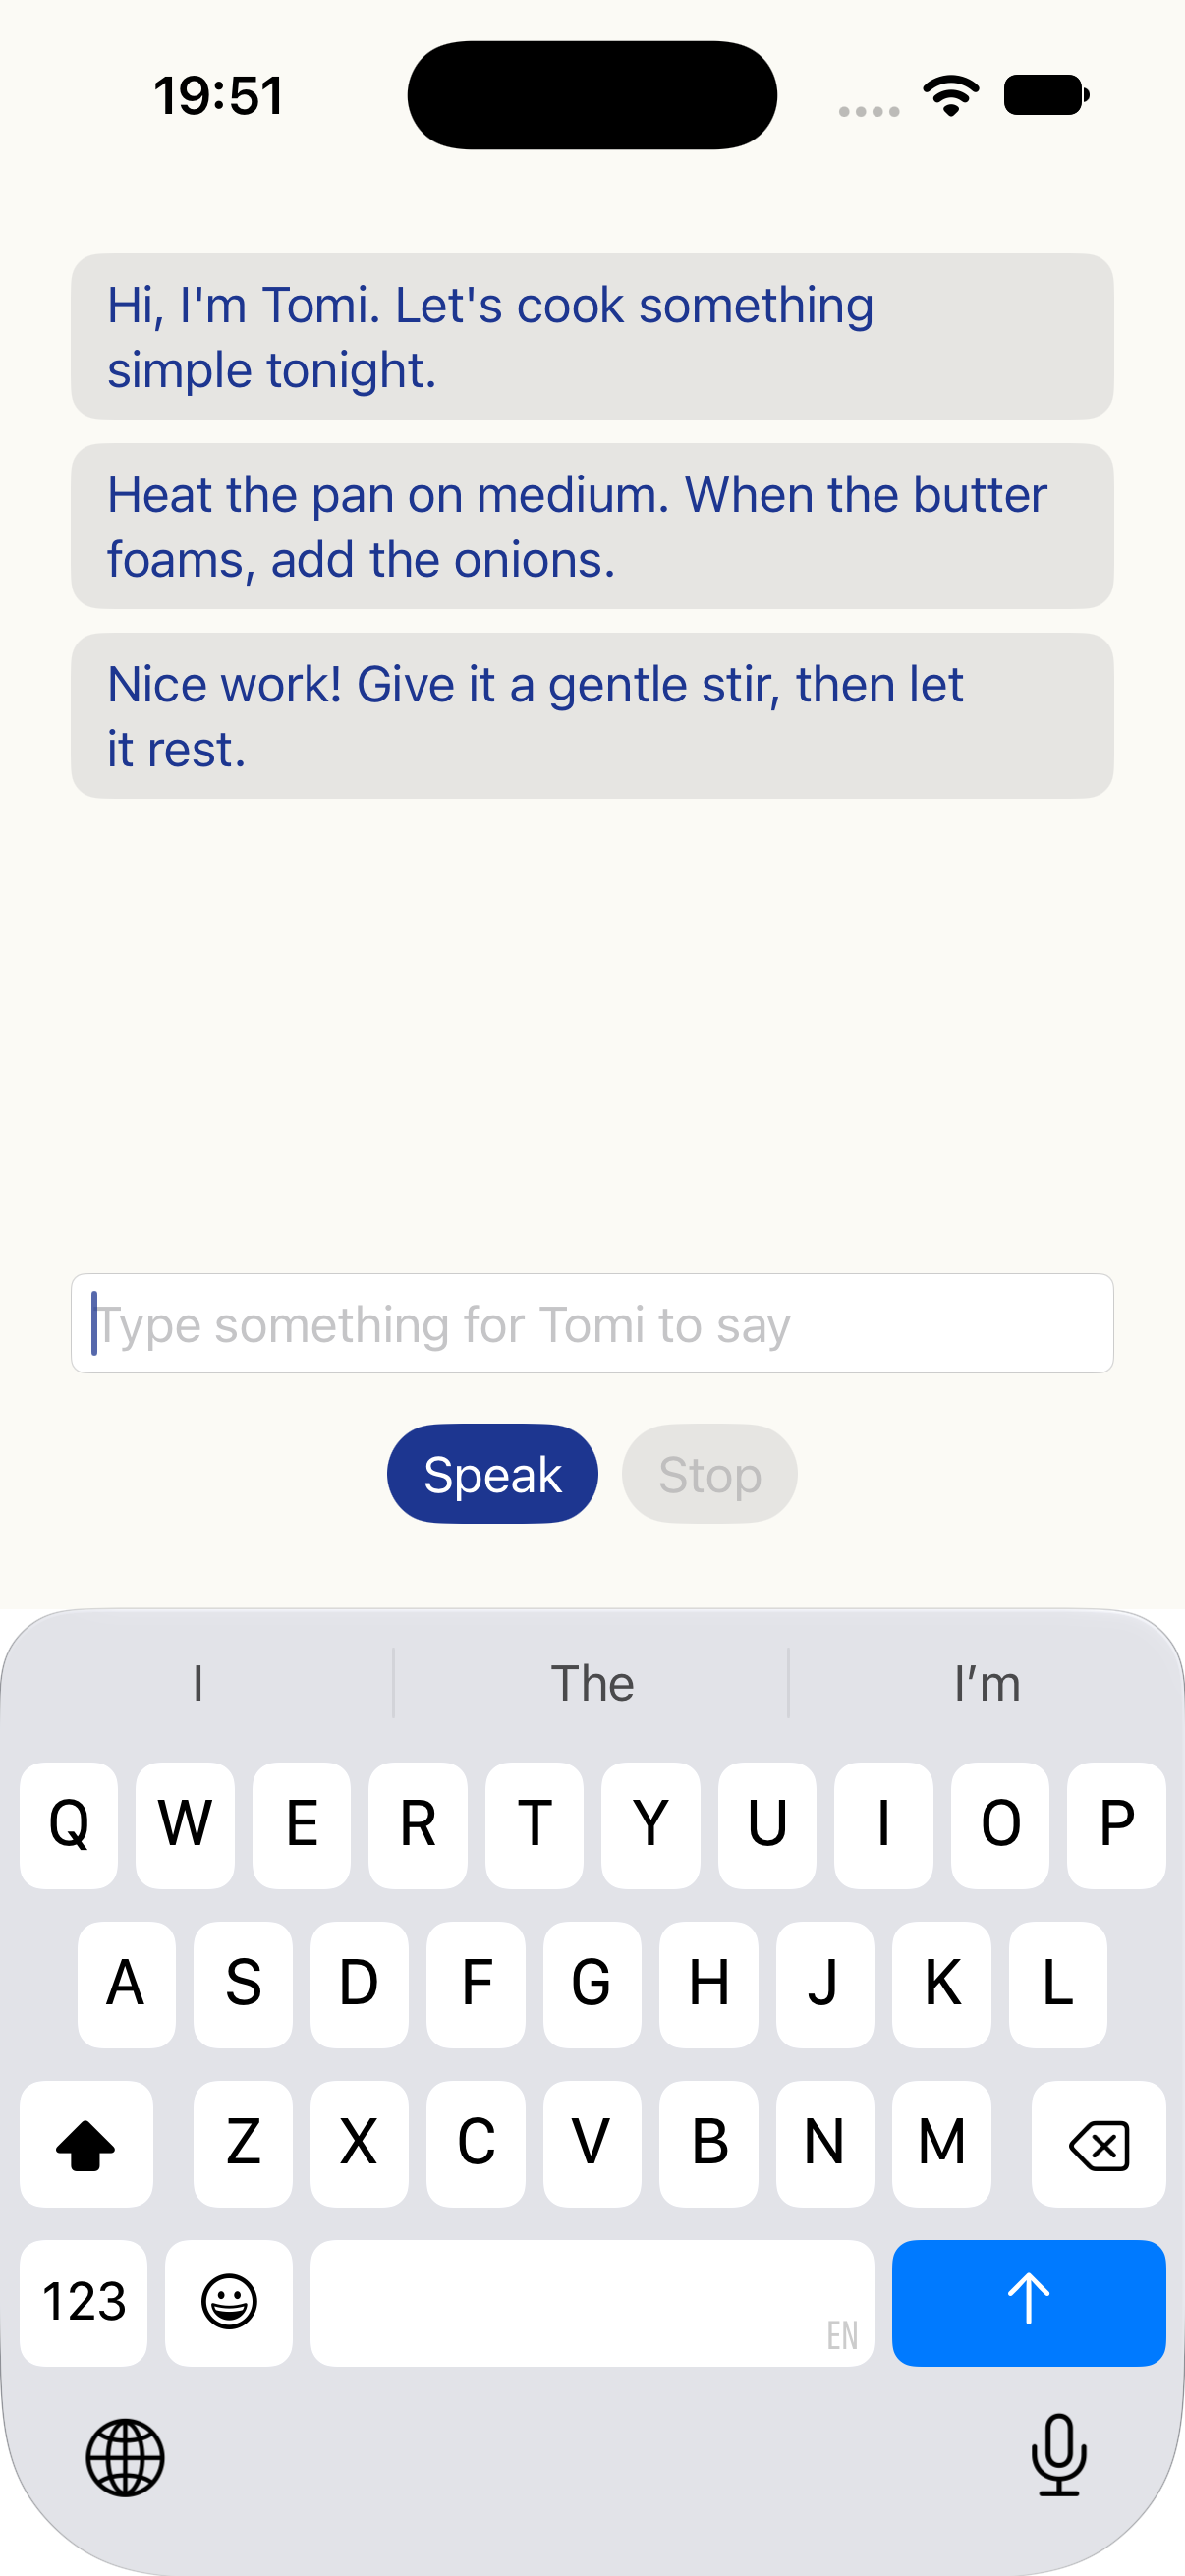 19:51
Hi, I'm Tomi. Let's cook something
simple tonight.
Heat the pan on medium. When the butter
foams, add the onions.
Nice work! Give it a gentle stir, then let
it rest.
Type something for Tomi to say
Speak Stop
I The I’m
Q W E R T Y U I O P
A S D F G H J K L
Z X C V B N M
123 EN